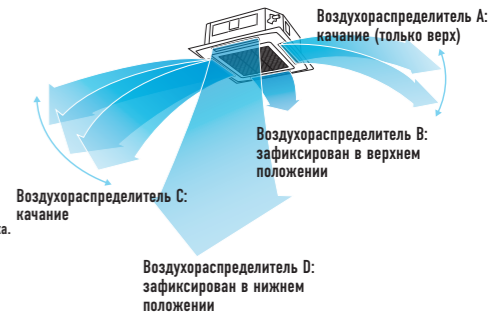 Воздухораспределитель A:
качание (только верх)
Воздухораспределитель B:
зафиксирован в верхнем
положении
Воздухораспределитель C:
качание
Воздухораспределитель D:
зафиксирован в нижнем
положении